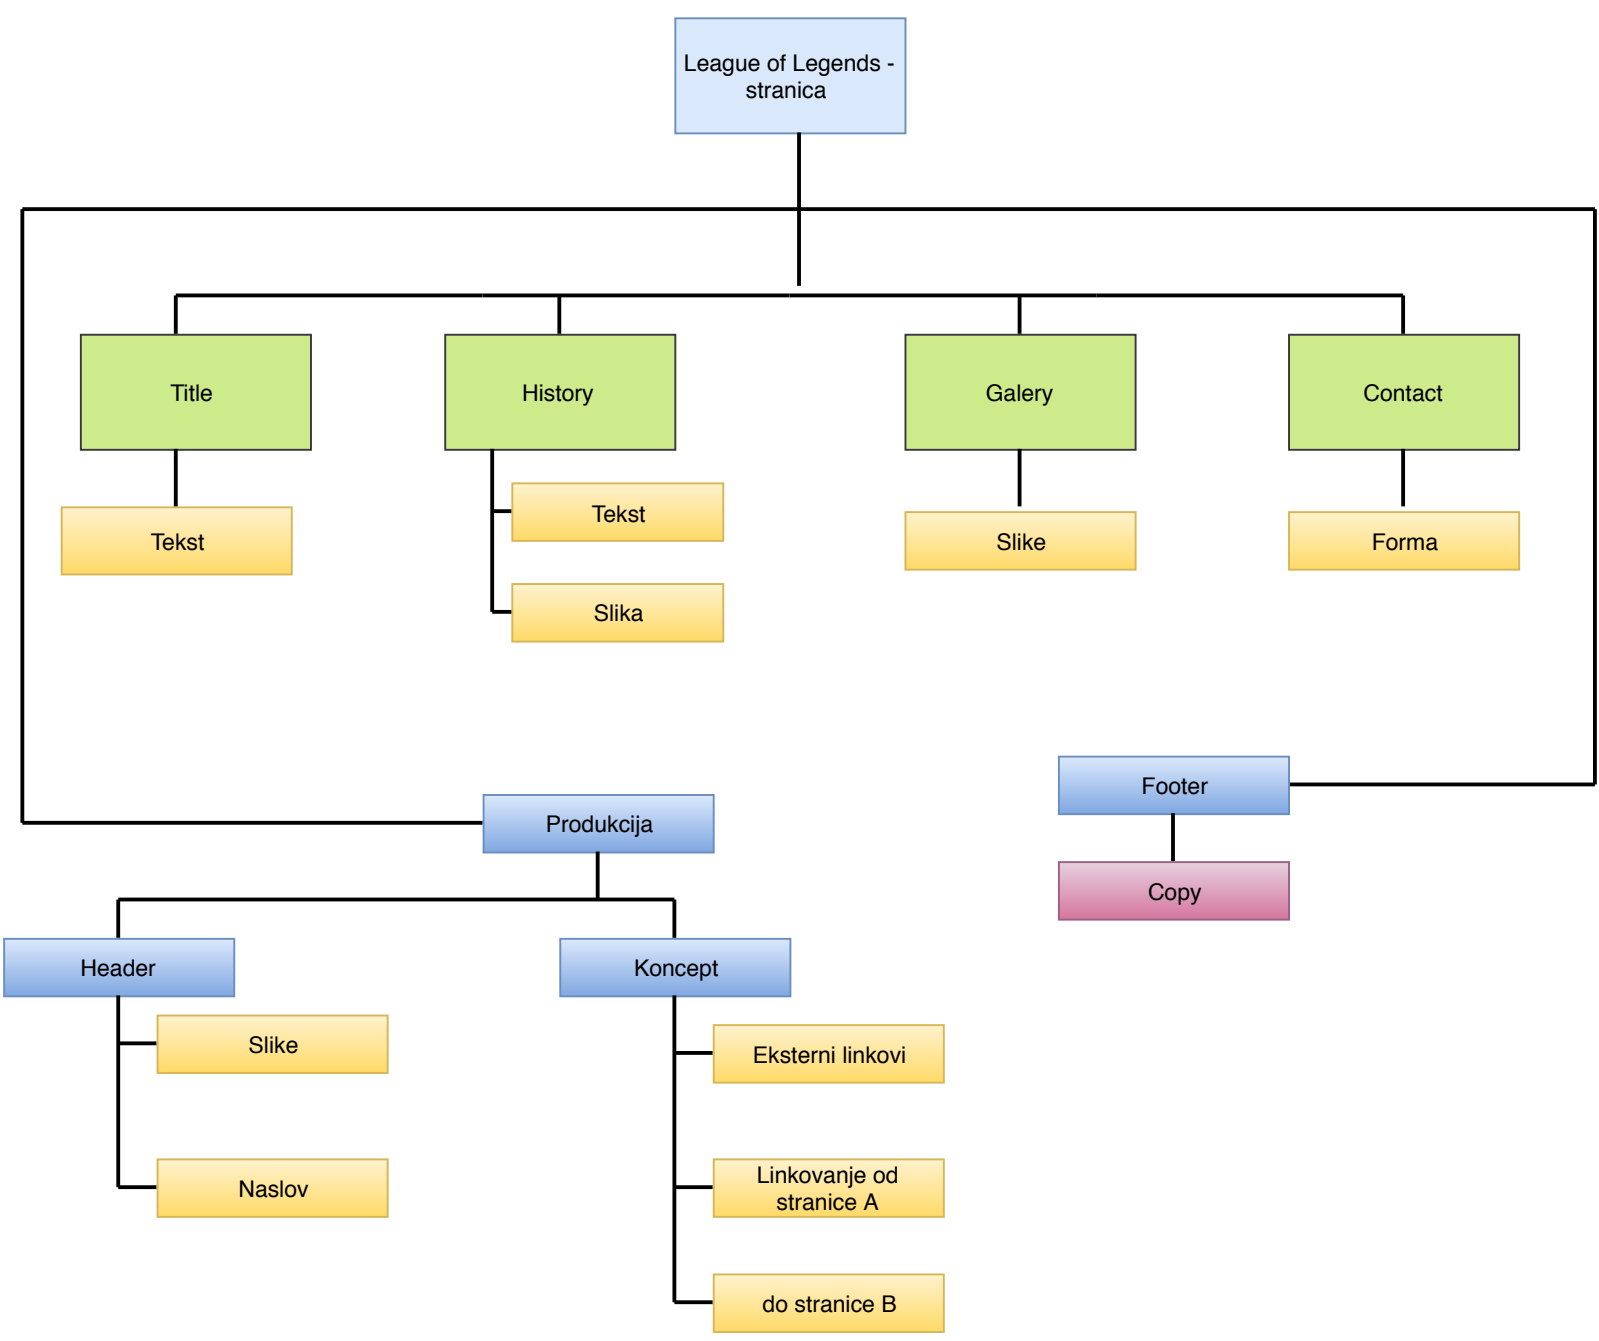 League of Legends -
stranica
Title
History
Galery
Contact
Tekst
Tekst
Slika
Slike
Forma
Footer
Copy
Produkcija
Header
Koncept
Slike
Naslov
Eksterni linkovi
Linkovanje od
stranice A
do stranice B